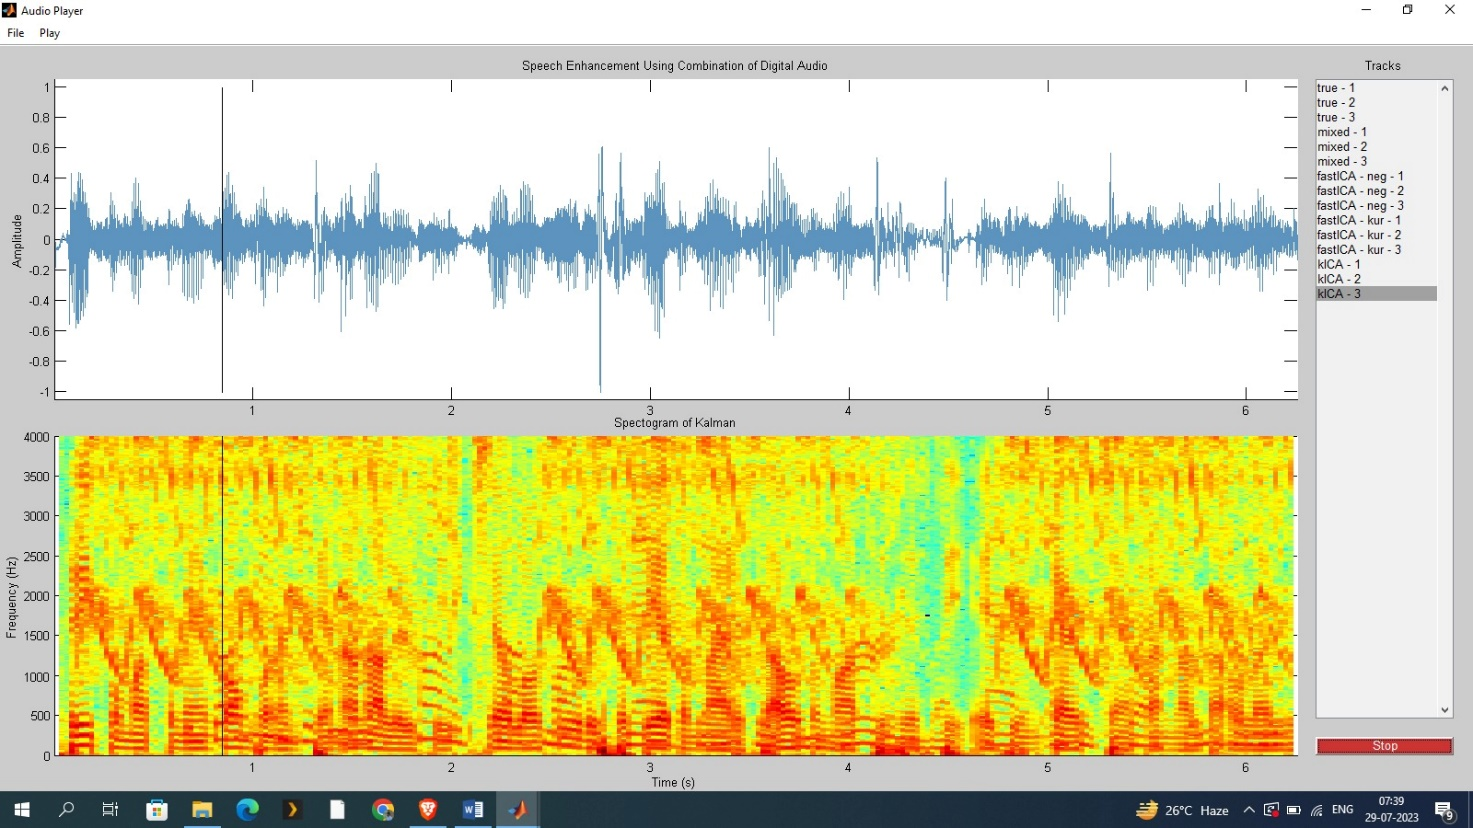 Audio Player
File Play
Speech Enhancement Using Combination of Digital Audio
Tracks
1
0.8
0.6
0.4
0.2
0
-0.2
-0.4
-0.6
-0.8
-1
Amplitude
1 2 3 4 5 6
true - 1
true - 2
true - 3
mixed - 1
mixed - 2
mixed - 3
fastICA - neg - 1
fastICA - neg - 2
fastICA - neg - 3
fastICA - kur - 1
fastICA - kur - 2
fastICA - kur - 3
kICA - 1
kICA - 2
kICA - 3
Spectogram of Kalman
4000
3500
3000
2500
2000
1500
1000
500
0
Frequency (Hz)
1 2 3 4 5 6
Time (s)
Stop
26°C Haze
ENG
07:39
29-07-2023
9